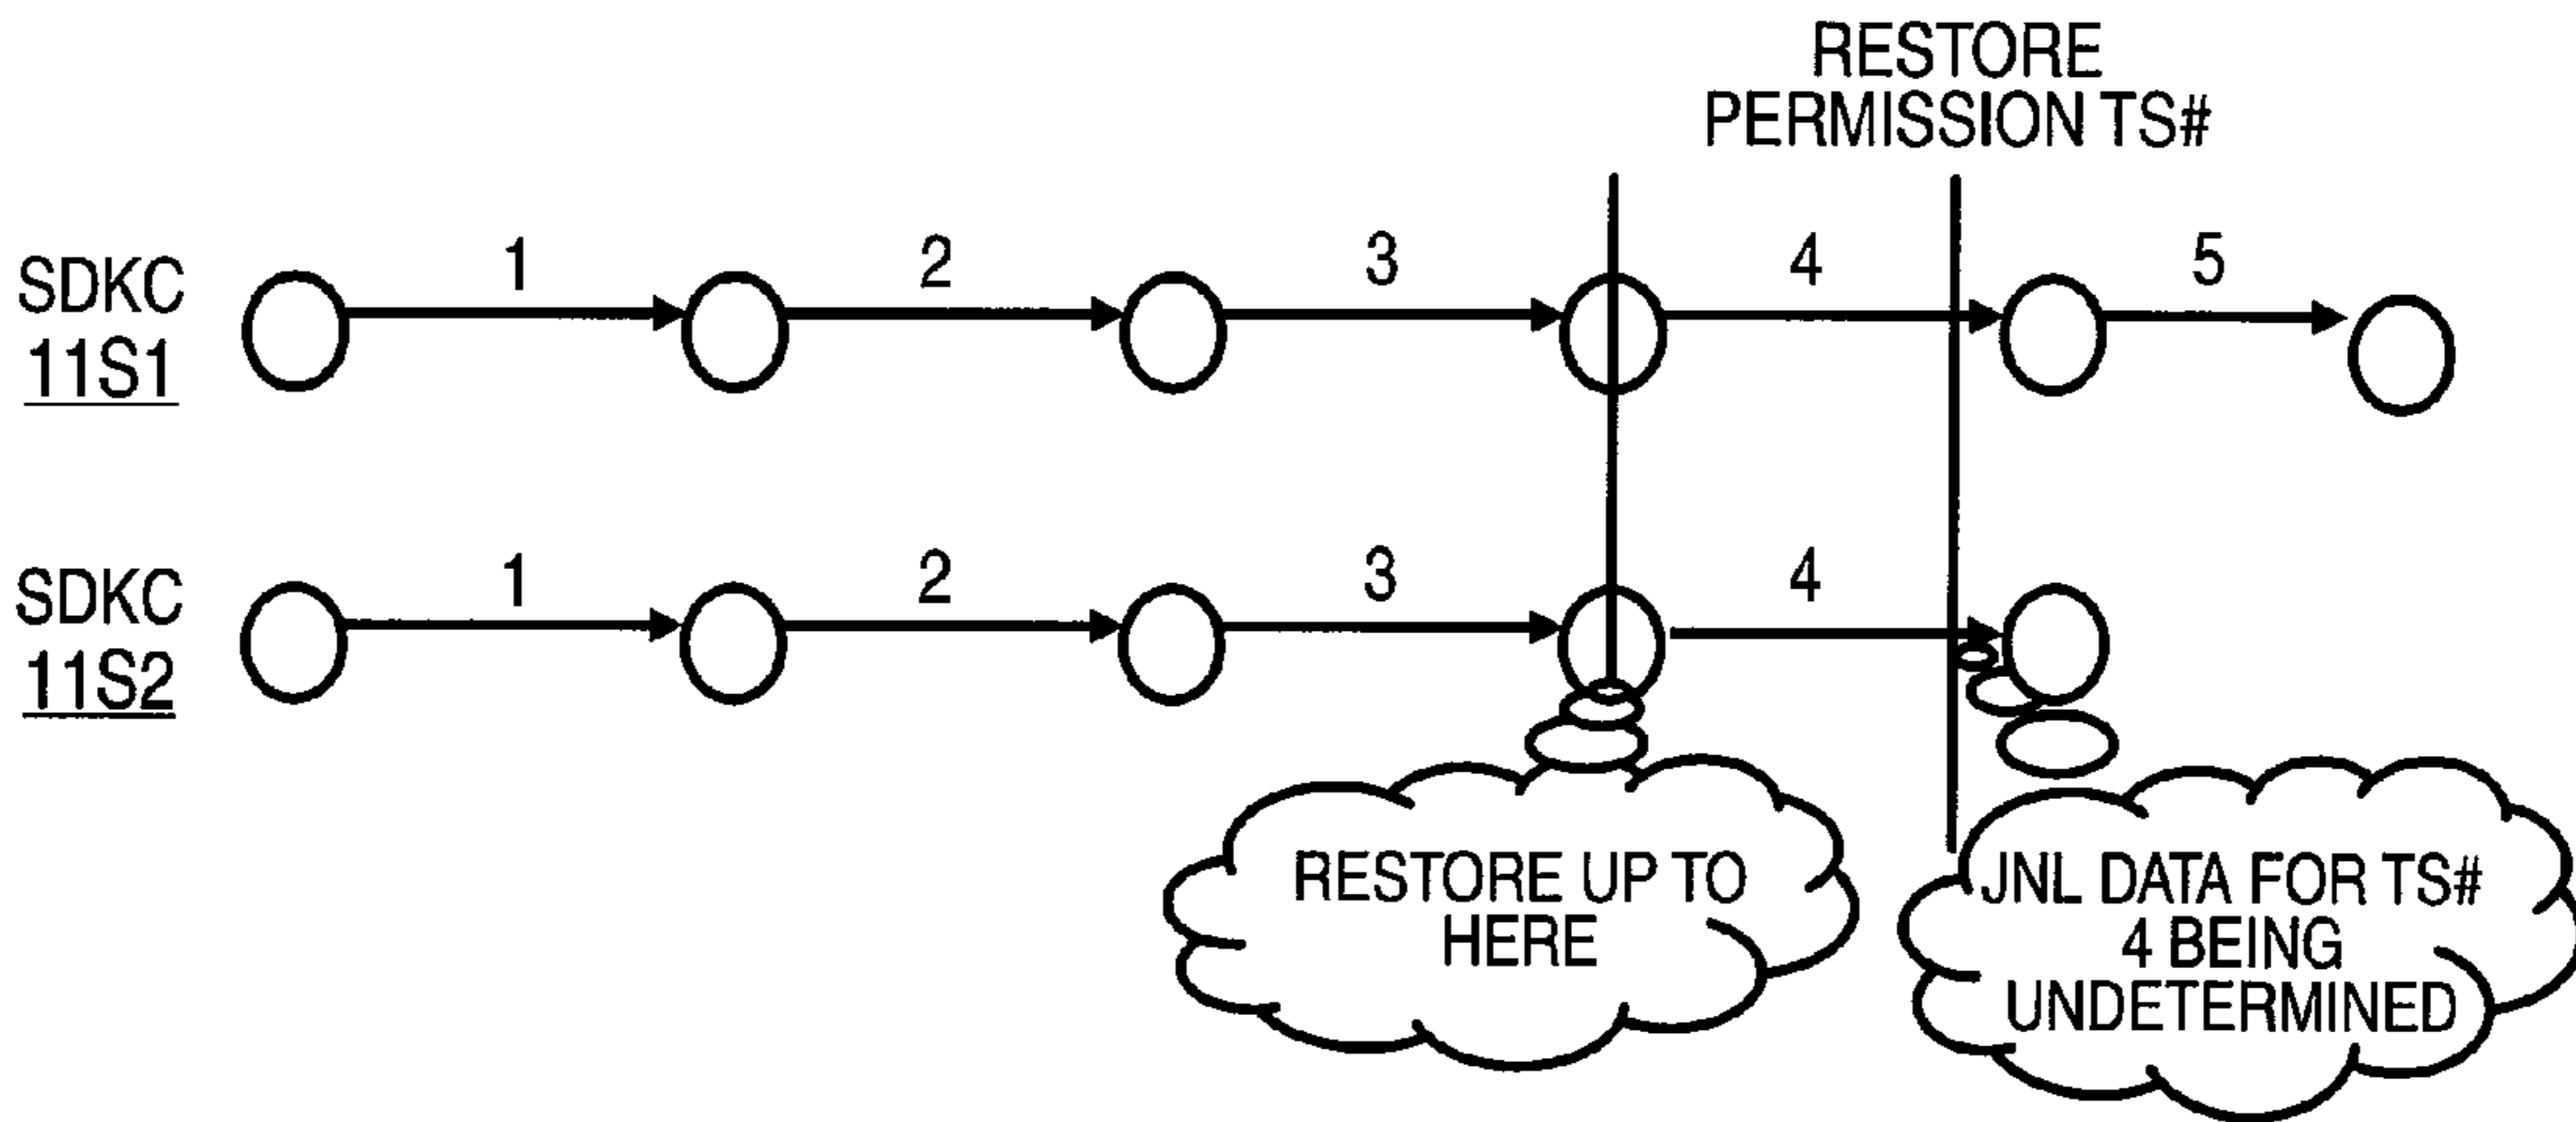 RESTORE
PERMISSION TS#
SDKC
11S1
1
2
3
4
5
SDKC
11S2
1
2
3
4
RESTORE UP TO
HERE
JNL DATA FOR TS#
4 BEING
UNDETERMINED